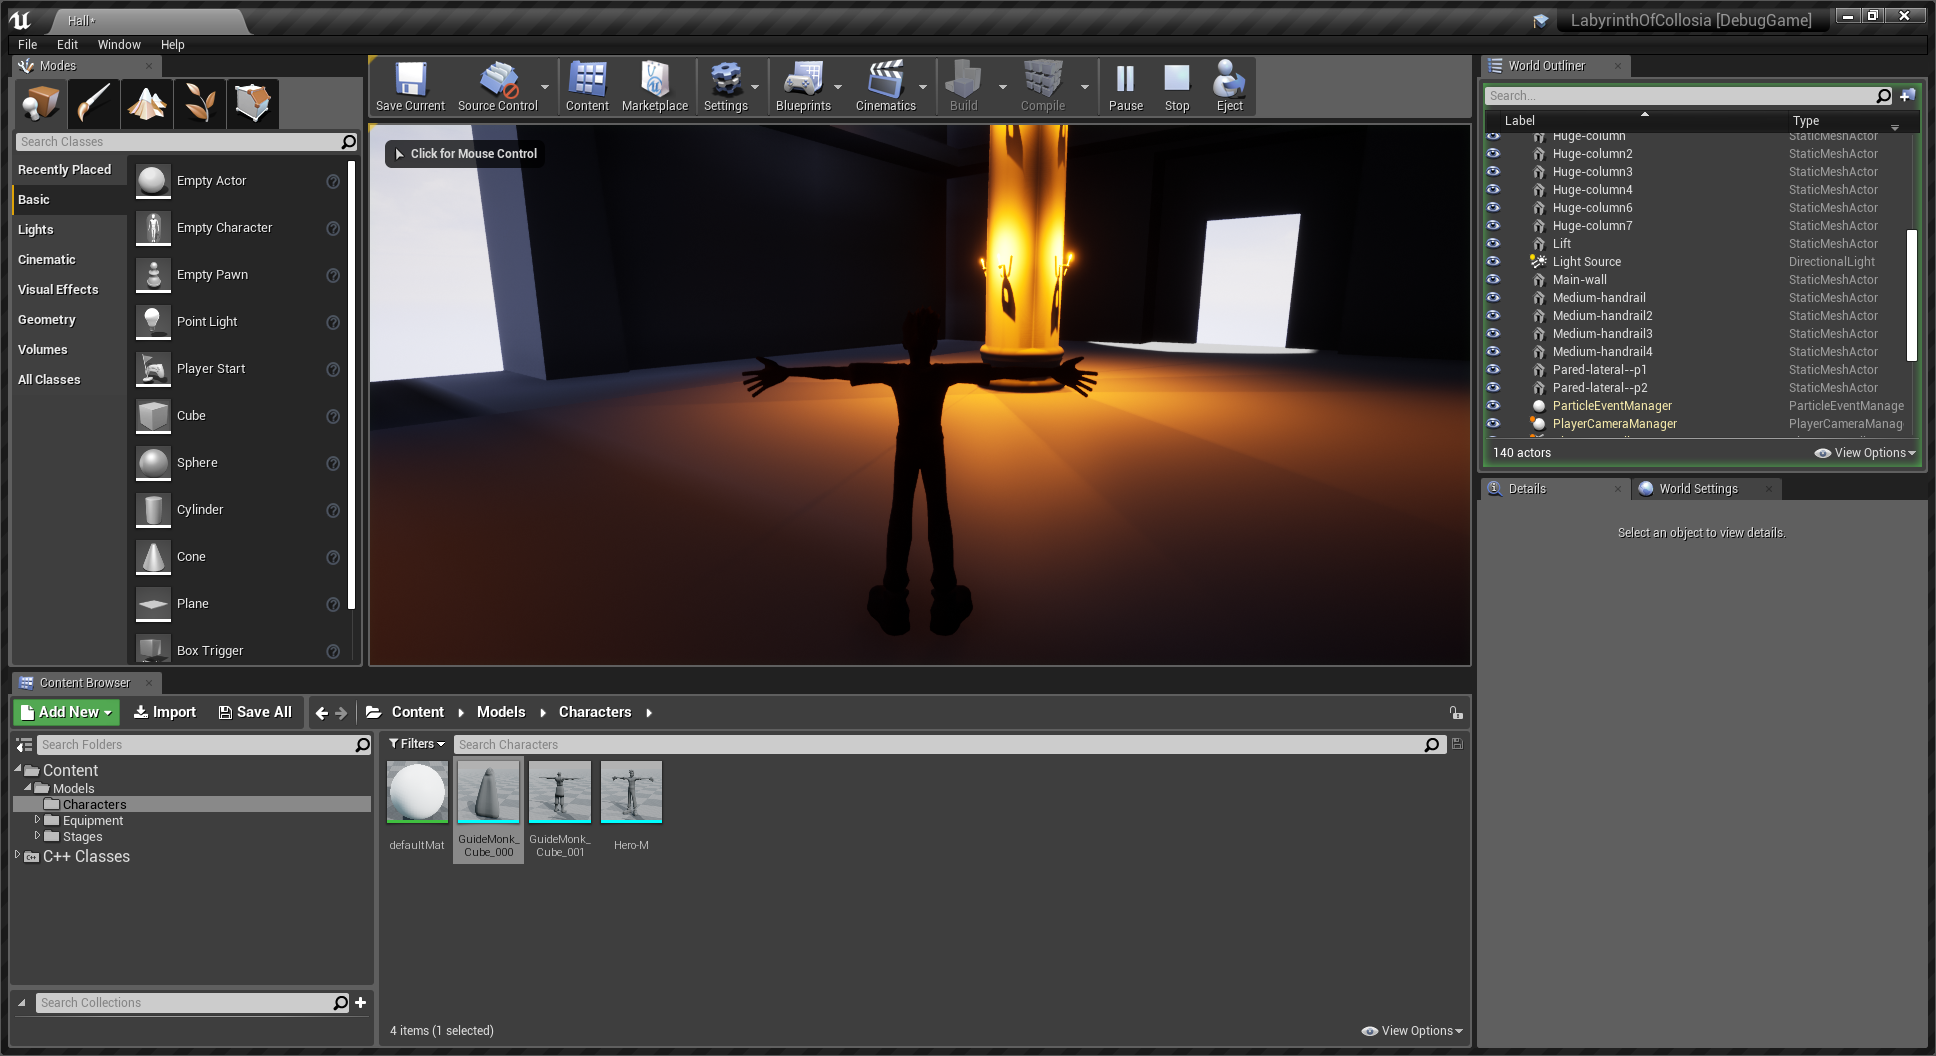 Hall*
LabyrinthOfCollosia [DebugGame]
File Edit Window Help
Modes
Search Classes
Recently Placed
Basic
Lights
Cinematic
Visual Effects
Geometry
Volumes
All Classes
Empty Actor
Empty Character
Empty Pawn
Point Light
Player Start
Cube
Sphere
Cylinder
Cone
Plane
Box Trigger
Save Current Source Control Content Marketplace Settings Blueprints Cinematics Build Compile Pause Stop Eject
Click for Mouse Control
World Outliner
Search...
Label Type
Huge-column StaticMeshActor
Huge-column2 StaticMeshActor
Huge-column3 StaticMeshActor
Huge-column4 StaticMeshActor
Huge-column6 StaticMeshActor
Huge-column7 StaticMeshActor
Lift StaticMeshActor
Light Source DirectionalLight
Main-wall StaticMeshActor
Medium-handrail StaticMeshActor
Medium-handrail2 StaticMeshActor
Medium-handrail3 StaticMeshActor
Medium-handrail4 StaticMeshActor
Pared-lateral--p1 StaticMeshActor
Pared-lateral--p2 StaticMeshActor
ParticleEventManager ParticleEventManage
PlayerCameraManager PlayerCameraManag
140 actors View Options
Details World Settings
Select an object to view details.
Content Browser
Add New Import Save All Content Models Characters
Search Folders
Content
Models
Characters
Equipment
Stages
C++ Classes
Search Collections
Filters Search Characters
defaultMat
GuideMonk_
Cube_000
GuideMonk_
Cube_001
Hero-M
4 items (1 selected) View Options